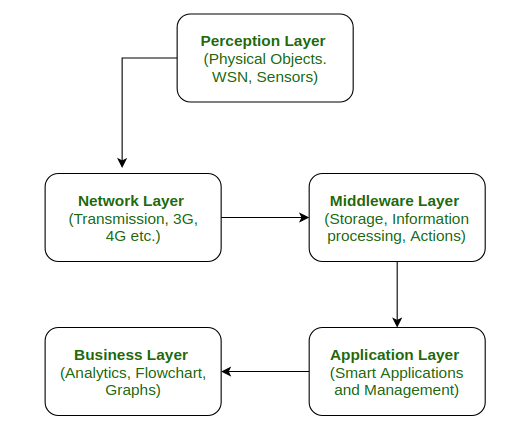 Perception Layer
(Physical Objects.
WSN, Sensors)
Network Layer
(Transmission, 3G,
4G etc.)
Middleware Layer
(Storage, Information
processing, Actions)
Business Layer
(Analytics, Flowchart,
Graphs)
Application Layer
(Smart Applications
and Management)